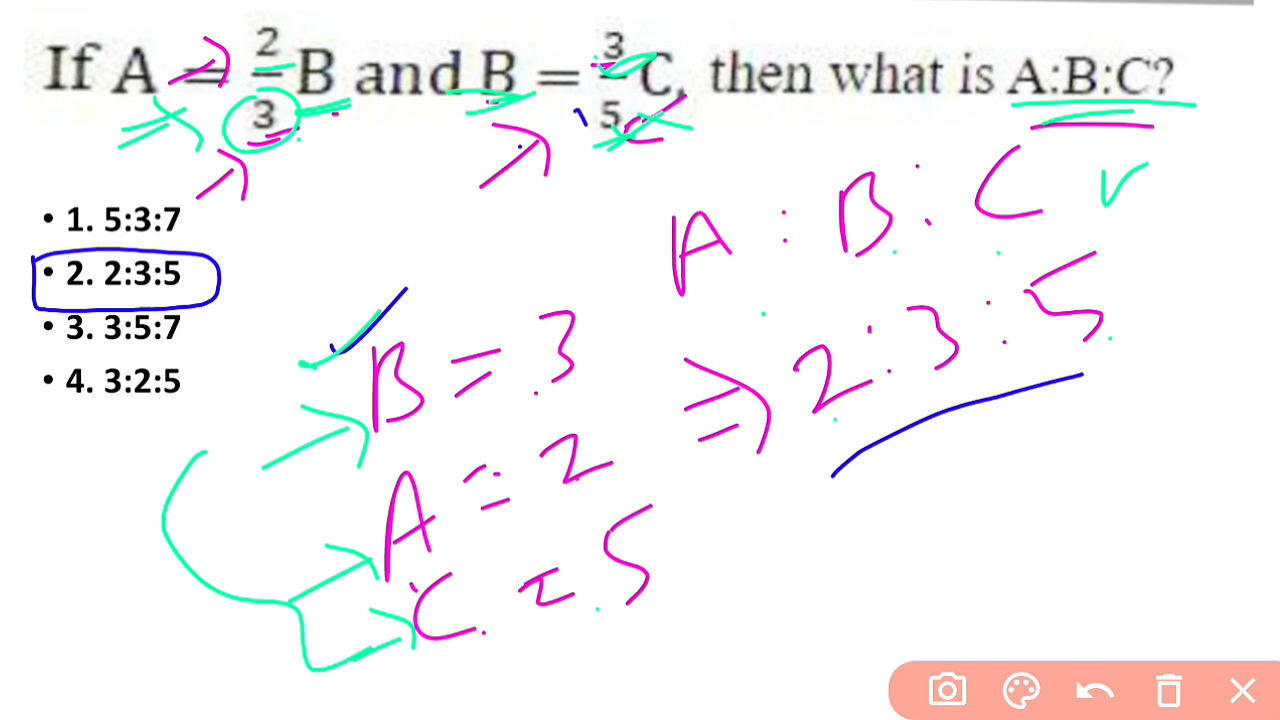 If A = 2/3 B and B = 3/5 C, then what is A:B:C?
• 1. 5:3:7
• 2. 2:3:5
• 3. 3:5:7
• 4. 3:2:5
A : B : C
B = 3
⇒ 2:3:5
A = 2
C = 5